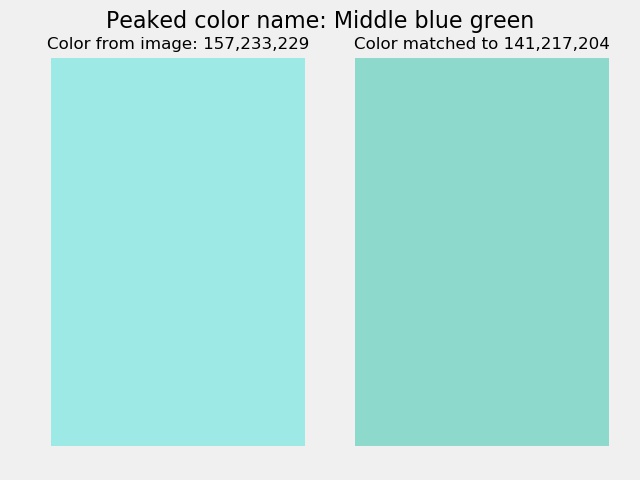 Peaked color name: Middle blue green
Color from image: 157,233,229
Color matched to 141,217,204